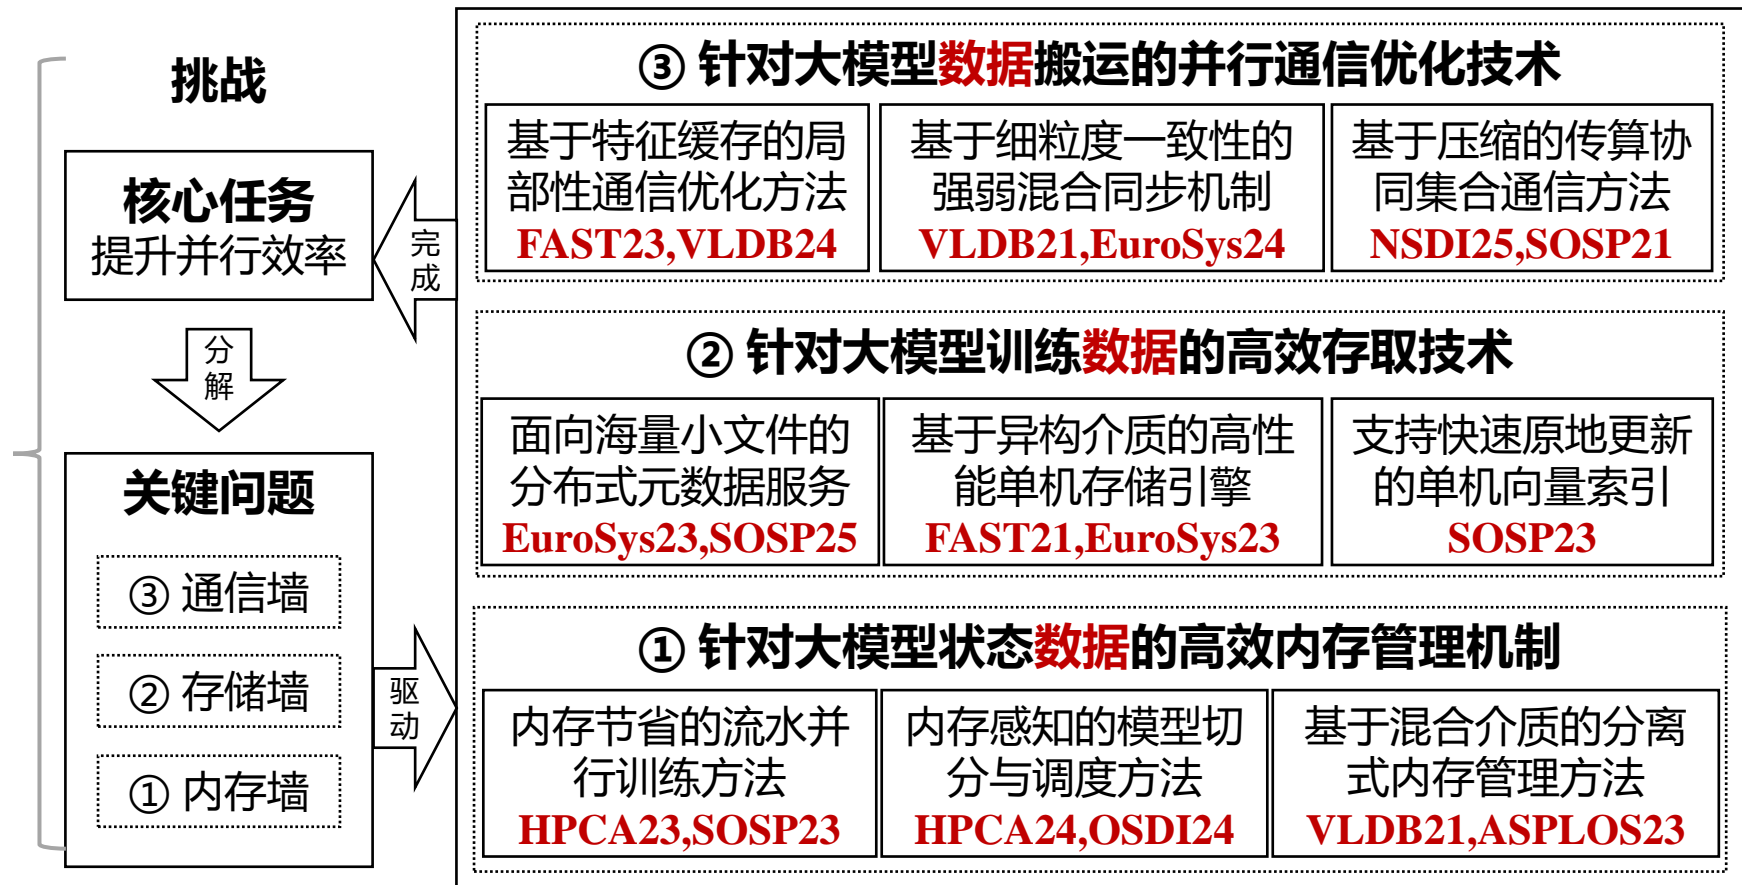 挑战
核心任务
提升并行效率
分
解
关键问题
③ 通信墙
② 存储墙
① 内存墙
完
成
驱
动
③ 针对大模型数据搬运的并行通信优化技术
基于特征缓存的局
部性通信优化方法
FAST23,VLDB24
基于细粒度一致性的
强弱混合同步机制
VLDB21,EuroSys24
基于压缩的传算协
同集合通信方法
NSDI25,SOSP21
② 针对大模型训练数据的高效存取技术
面向海量小文件的
分布式元数据服务
EuroSys23,SOSP25
基于异构介质的高性
能单机存储引擎
FAST21,EuroSys23
支持快速原地更新
的单机向量索引
SOSP23
① 针对大模型状态数据的高效内存管理机制
内存节省的流水并
行训练方法
HPCA23,SOSP23
内存感知的模型切
分与调度方法
HPCA24,OSDI24
基于混合介质的分离
式内存管理方法
VLDB21,ASPLOS23